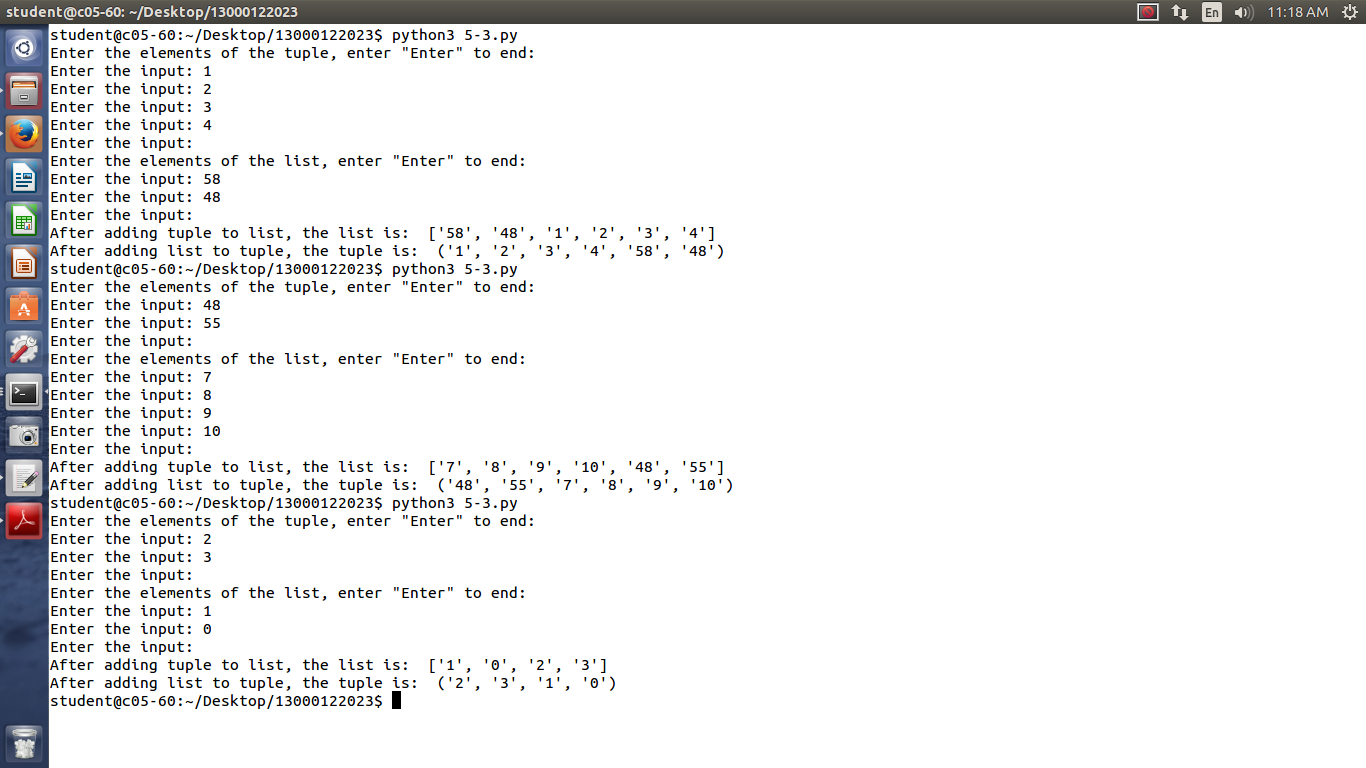 student@c05-60: ~/Desktop/13000122023 En 11:18 AM
student@c05-60:~/Desktop/13000122023$ python3 5-3.py
Enter the elements of the tuple, enter "Enter" to end:
Enter the input: 1
Enter the input: 2
Enter the input: 3
Enter the input: 4
Enter the input:
Enter the elements of the list, enter "Enter" to end:
Enter the input: 58
Enter the input: 48
Enter the input:
After adding tuple to list, the list is:  ['58', '48', '1', '2', '3', '4']
After adding list to tuple, the tuple is:  ('1', '2', '3', '4', '58', '48')
student@c05-60:~/Desktop/13000122023$ python3 5-3.py
Enter the elements of the tuple, enter "Enter" to end:
Enter the input: 48
Enter the input: 55
Enter the input:
Enter the elements of the list, enter "Enter" to end:
Enter the input: 7
Enter the input: 8
Enter the input: 9
Enter the input: 10
Enter the input:
After adding tuple to list, the list is:  ['7', '8', '9', '10', '48', '55']
After adding list to tuple, the tuple is:  ('48', '55', '7', '8', '9', '10')
student@c05-60:~/Desktop/13000122023$ python3 5-3.py
Enter the elements of the tuple, enter "Enter" to end:
Enter the input: 2
Enter the input: 3
Enter the input:
Enter the elements of the list, enter "Enter" to end:
Enter the input: 1
Enter the input: 0
Enter the input:
After adding tuple to list, the list is:  ['1', '0', '2', '3']
After adding list to tuple, the tuple is:  ('2', '3', '1', '0')
student@c05-60:~/Desktop/13000122023$